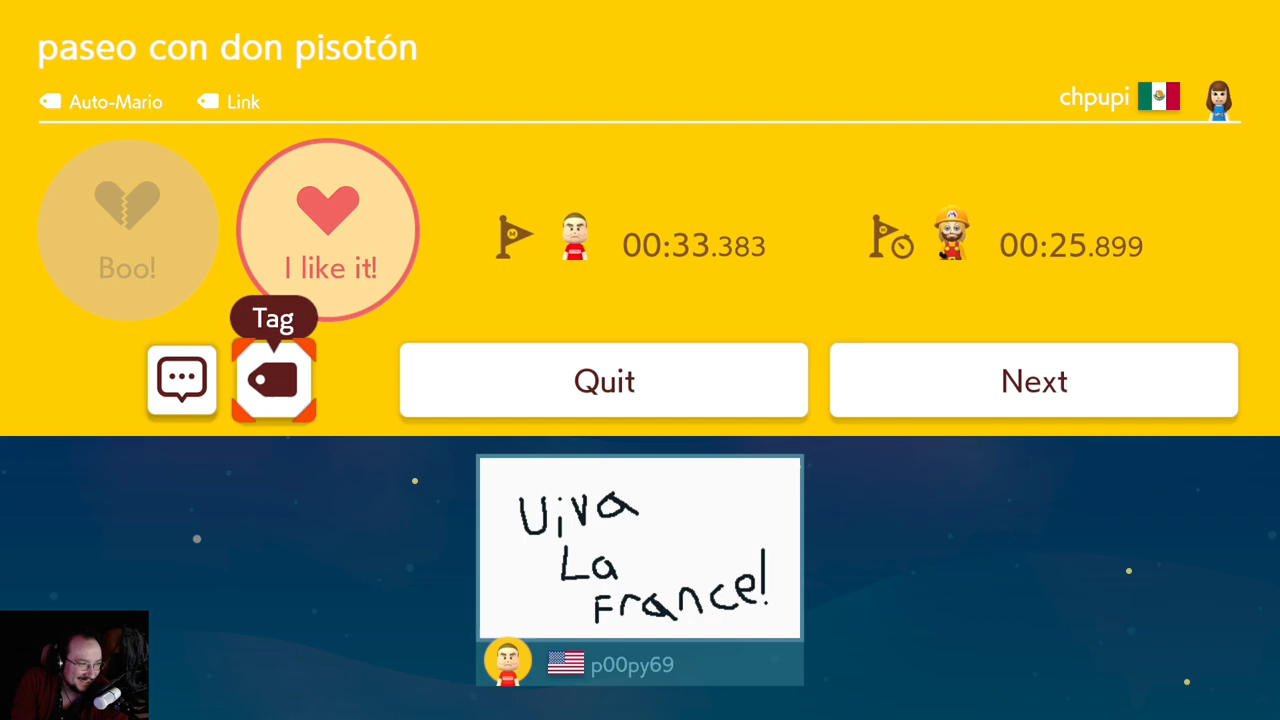 paseo con don pisotón
Auto-Mario
Link
chpupi
Boo!
I like it!
00:33.383
00:25.899
Tag
Quit
Next
Viva
La
France!
p00py69